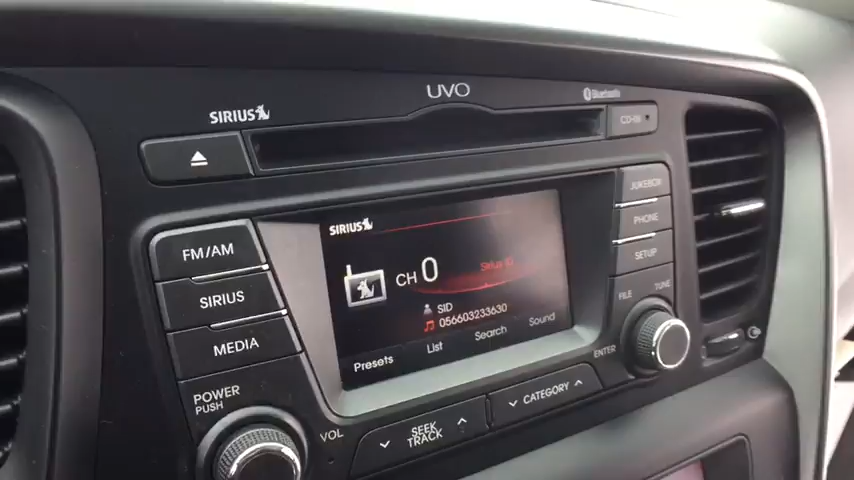 UVO
SIRIUS
Bluetooth
CD-IN
JUKEBOX
PHONE
SETUP
FM/AM
SIRIUS
MEDIA
SIRIUS
CH 0
Sirius ID
SID
056603233630
Presets List Search Sound
FILE TUNE
ENTER
POWER
PUSH
VOL
SEEK
TRACK
CATEGORY